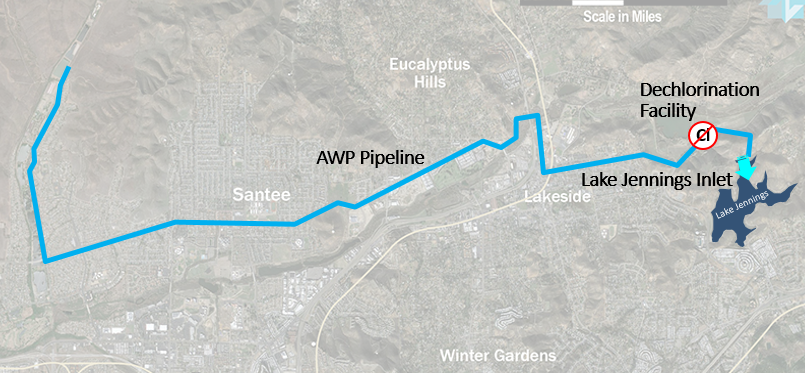 Scale in Miles
Eucalyptus
Hills
Dechlorination
Facility
Cl
AWP Pipeline
Lake Jennings Inlet
Santee
Lakeside
Lake Jennings
Winter Gardens